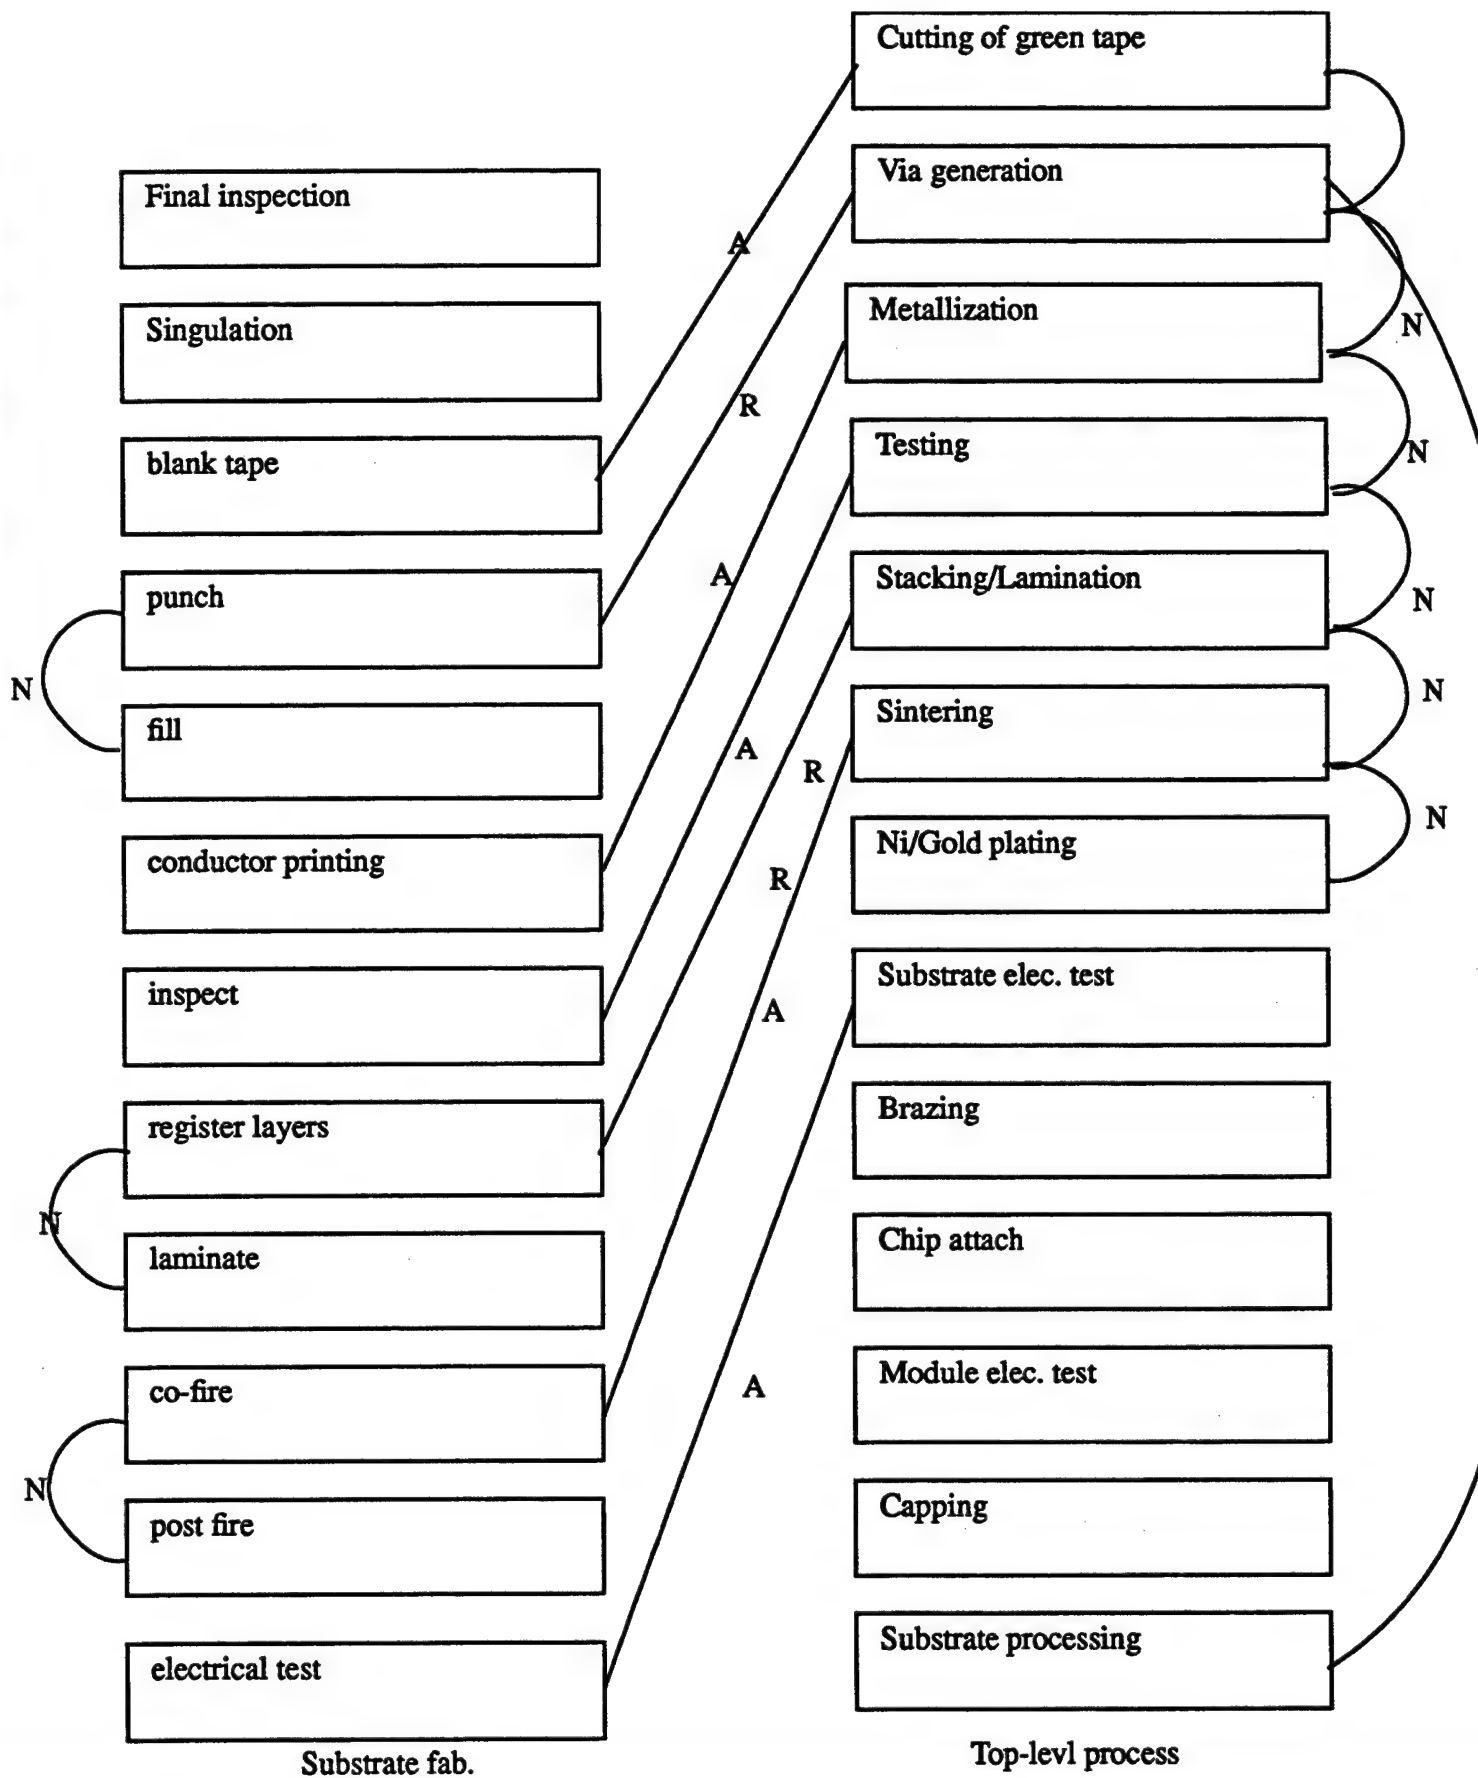 Cutting of green tape
Via generation
Final inspection
A
Metallization
N
Singulation
R
Testing
N
blank tape
A
Stacking/Lamination
N
punch
N
N
Sintering
fill
A
R
N
Ni/Gold plating
conductor printing
R
Substrate elec. test
inspect
A
Brazing
register layers
N
Chip attach
laminate
Module elec. test
co-fire
A
N
Capping
post fire
Substrate processing
electrical test
Substrate fab.
Top-levl process